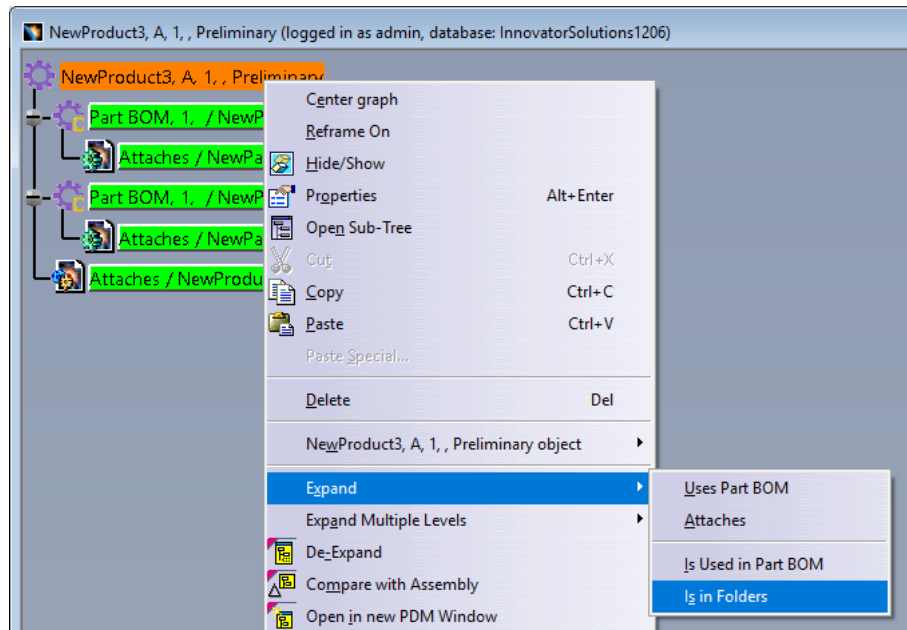 NewProduct3, A, 1, , Preliminary (logged in as admin, database: InnovatorSolutions1206)
NewProduct3, A, 1, , Preliminary
Part BOM, 1, / NewP
Attaches / NewPa
Part BOM, 1, / NewP
Attaches / NewPa
Attaches / NewProdu
Center graph
Reframe On
Hide/Show
Properties Alt+Enter
Open Sub-Tree
Cut Ctrl+X
Copy Ctrl+C
Paste Ctrl+V
Paste Special...
Delete Del
NewProduct3, A, 1, , Preliminary object
Expand
Expand Multiple Levels
De-Expand
Compare with Assembly
Open in new PDM Window
Uses Part BOM
Attaches
Is Used in Part BOM
Is in Folders